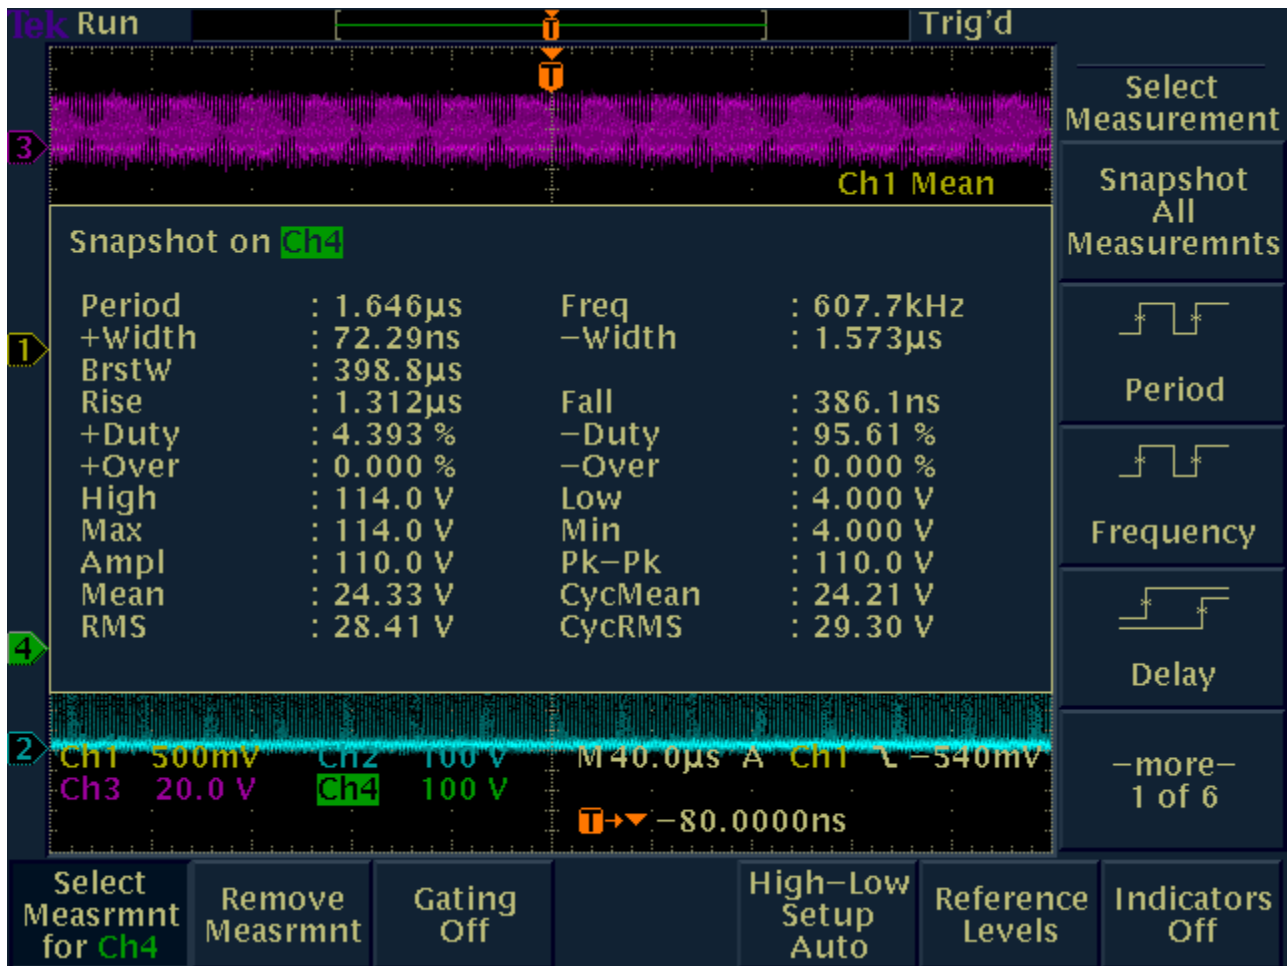 Tek Run Trig'd
T
T
3
Ch1 Mean
Snapshot on Ch4
Period : 1.646µs Freq : 607.7kHz
+Width : 72.29ns −Width : 1.573µs
BrstW : 398.8µs
Rise : 1.312µs Fall : 386.1ns
+Duty : 4.393 % −Duty : 95.61 %
+Over : 0.000 % −Over : 0.000 %
High : 114.0 V Low : 4.000 V
Max : 114.0 V Min : 4.000 V
Ampl : 110.0 V Pk−Pk : 110.0 V
Mean : 24.33 V CycMean : 24.21 V
RMS : 28.41 V CycRMS : 29.30 V
1
4
2
Ch1 500mV Ch2 100 V M 40.0µs A Ch1 −540mV
Ch3 20.0 V Ch4 100 V
T→▼ −80.0000ns
Select
Measurement
Snapshot
All
Measuremnts
Period
Frequency
Delay
−more−
1 of 6
Select
Measrmnt
for Ch4
Remove
Measrmnt
Gating
Off
High−Low
Setup
Auto
Reference
Levels
Indicators
Off